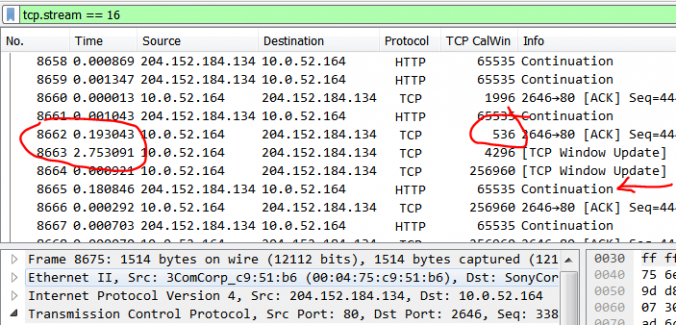 tcp.stream == 16
No. Time Source Destination Protocol TCP CalWin Info
8658 0.000869 204.152.184.134 10.0.52.164 HTTP 65535 Continuation
8659 0.001347 204.152.184.134 10.0.52.164 HTTP 65535 Continuation
8660 0.000013 10.0.52.164 204.152.184.134 TCP 1996 2646→80 [ACK] Seq=44
8661 0.001043 204.152.184.134 10.0.52.164 HTTP 65535 Continuation
8662 0.193043 10.0.52.164 204.152.184.134 TCP 536 2646→80 [ACK] Seq=44
8663 2.753091 10.0.52.164 204.152.184.134 TCP 4296 [TCP Window Update]
8664 0.000921 10.0.52.164 204.152.184.134 TCP 256960 [TCP Window Update]
8665 0.180846 204.152.184.134 10.0.52.164 HTTP 65535 Continuation
8666 0.000292 10.0.52.164 204.152.184.134 TCP 256960 2646→80 [ACK] Seq=44
8667 0.000703 204.152.184.134 10.0.52.164 HTTP 65535 Continuation
Frame 8675: 1514 bytes on wire (12112 bits), 1514 bytes captured (121
Ethernet II, Src: 3ComCorp_c9:51:b6 (00:04:75:c9:51:b6), Dst: SonyCor
Internet Protocol Version 4, Src: 204.152.184.134, Dst: 10.0.52.164
Transmission Control Protocol, Src Port: 80, Dst Port: 2646, Seq: 338
0030 ff ff
0040 75 6e
0050 9d d8
0060 07 30
0070